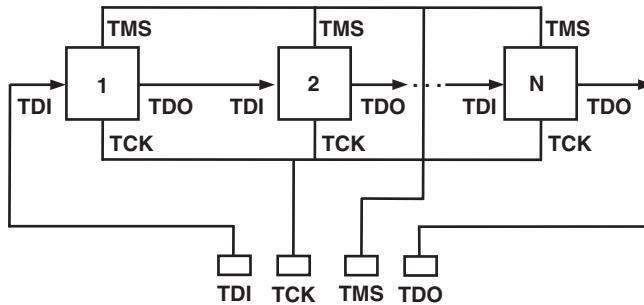 TMS TMS TMS
1 2 ... N
TDI TDO TDI TDO TDI TDO
TCK TCK TCK
TDI TCK TMS TDO